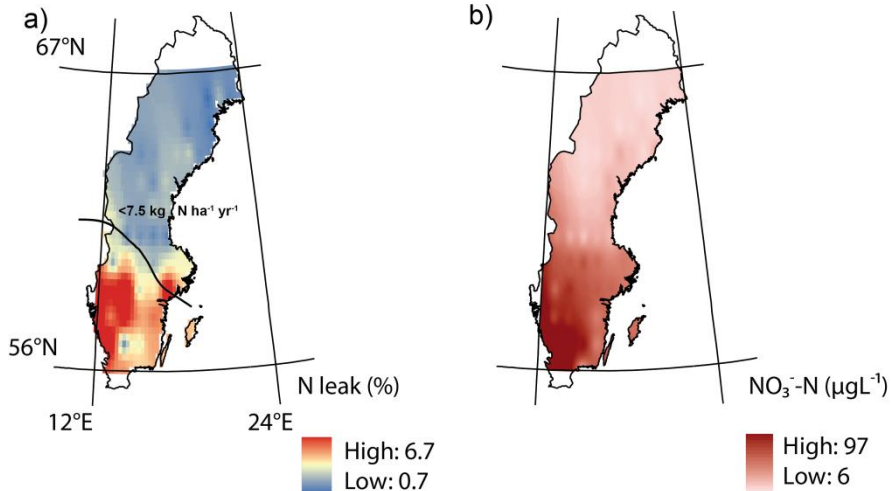 a)
67°N
<7.5 kg N ha⁻¹ yr⁻¹
56°N
12°E
24°E
N leak (%)
High: 6.7
Low: 0.7
b)
NO₃⁻-N (µgL⁻¹)
High: 97
Low: 6